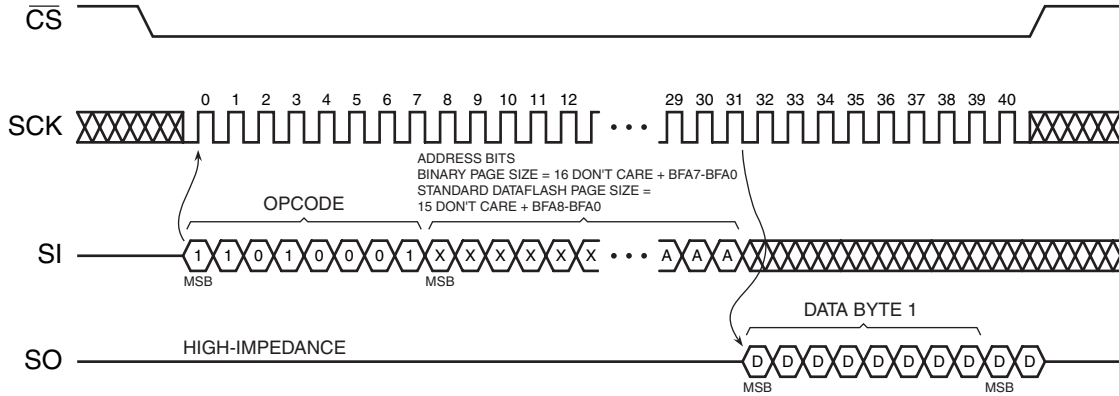 CS
SCK
0 1 2 3 4 5 6 7 8 9 10 11 12 29 30 31 32 33 34 35 36 37 38 39 40
ADDRESS BITS
BINARY PAGE SIZE = 16 DON'T CARE + BFA7-BFA0
STANDARD DATAFLASH PAGE SIZE =
15 DON'T CARE + BFA8-BFA0
OPCODE
SI
1 1 0 1 0 0 0 1 X X X X X X • • • A A A
MSB MSB
DATA BYTE 1
SO
HIGH-IMPEDANCE
D D D D D D D D D D
MSB MSB